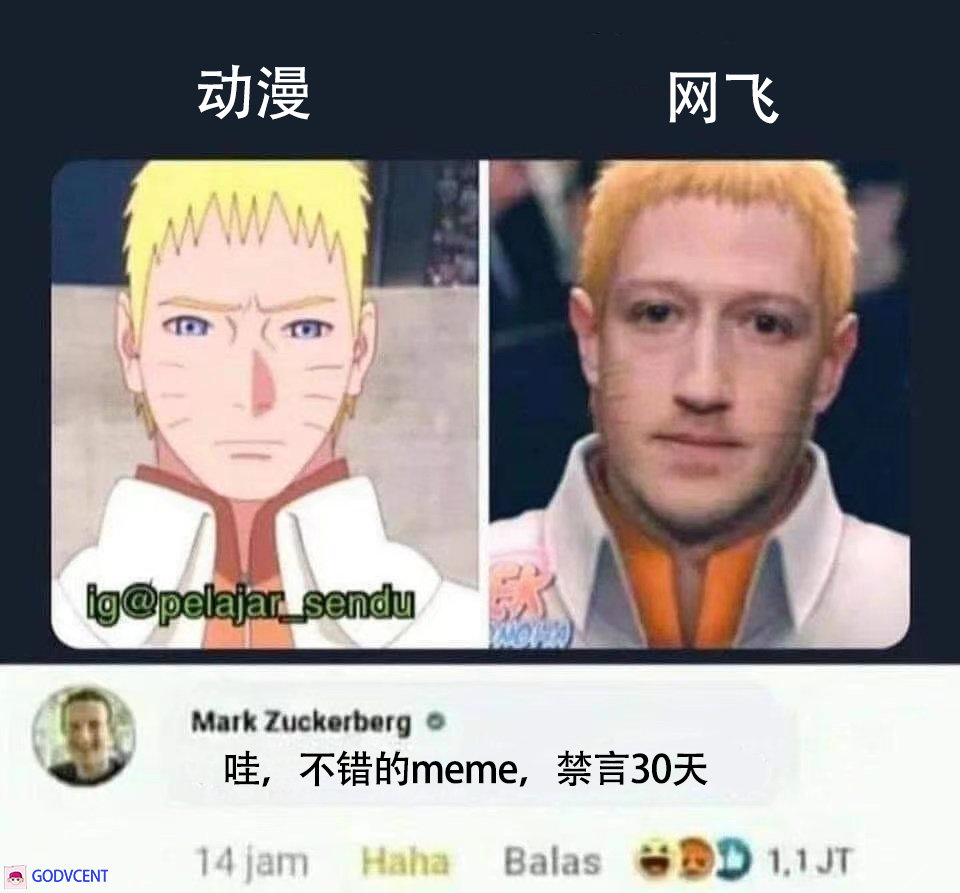 动漫
网飞
ig@pelajar_sendu
Mark Zuckerberg
哇，不错的meme，禁言30天
14 jam Haha Balas 1,1 JT
GODVCENT